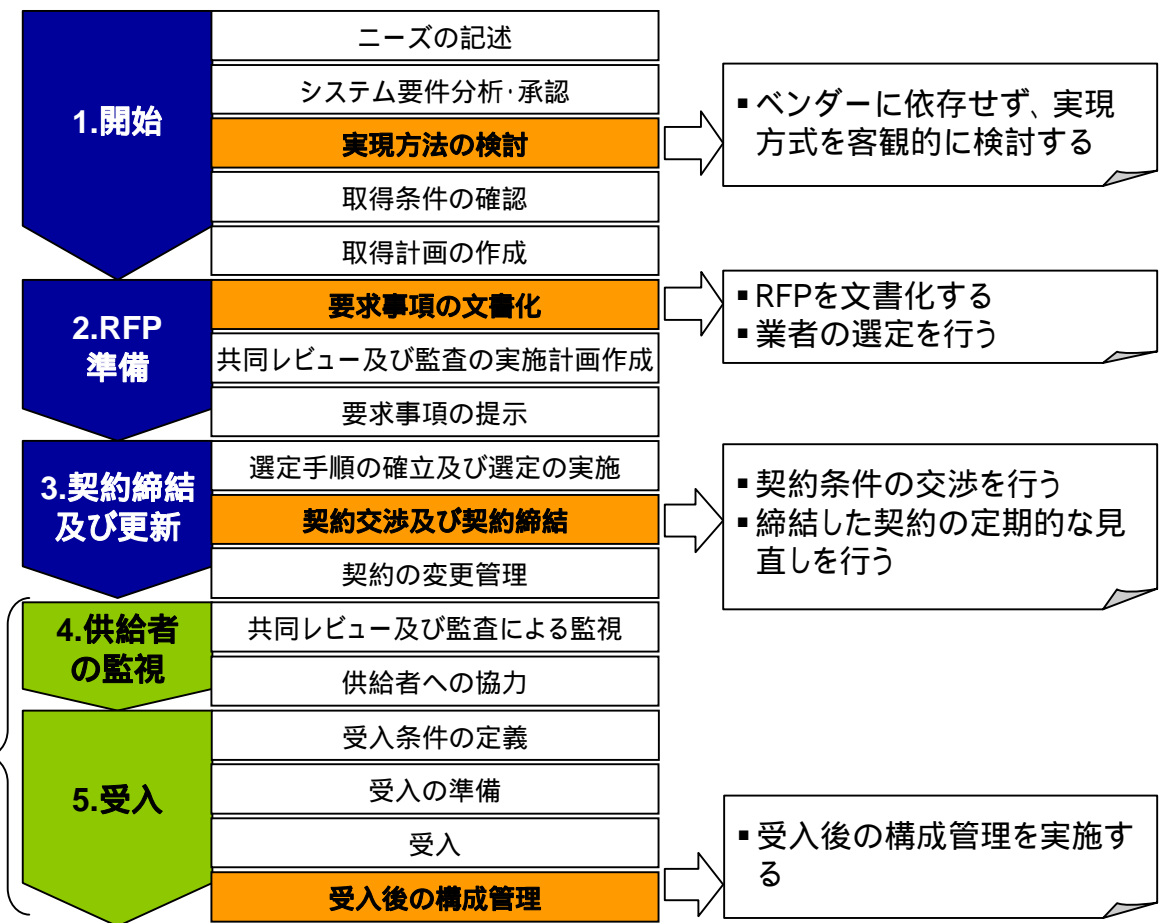 1.開始
ニーズの記述
システム要件分析・承認
実現方法の検討
取得条件の確認
取得計画の作成
▪ベンダーに依存せず、実現
方式を客観的に検討する
2.RFP
準備
要求事項の文書化
共同レビュー及び監査の実施計画作成
要求事項の提示
▪RFPを文書化する
▪業者の選定を行う
3.契約締結
及び更新
選定手順の確立及び選定の実施
契約交渉及び契約締結
契約の変更管理
▪契約条件の交渉を行う
▪締結した契約の定期的な見
直しを行う
4.供給者
の監視
共同レビュー及び監査による監視
供給者への協力
5.受入
受入条件の定義
受入の準備
受入
受入後の構成管理
▪受入後の構成管理を実施す
る